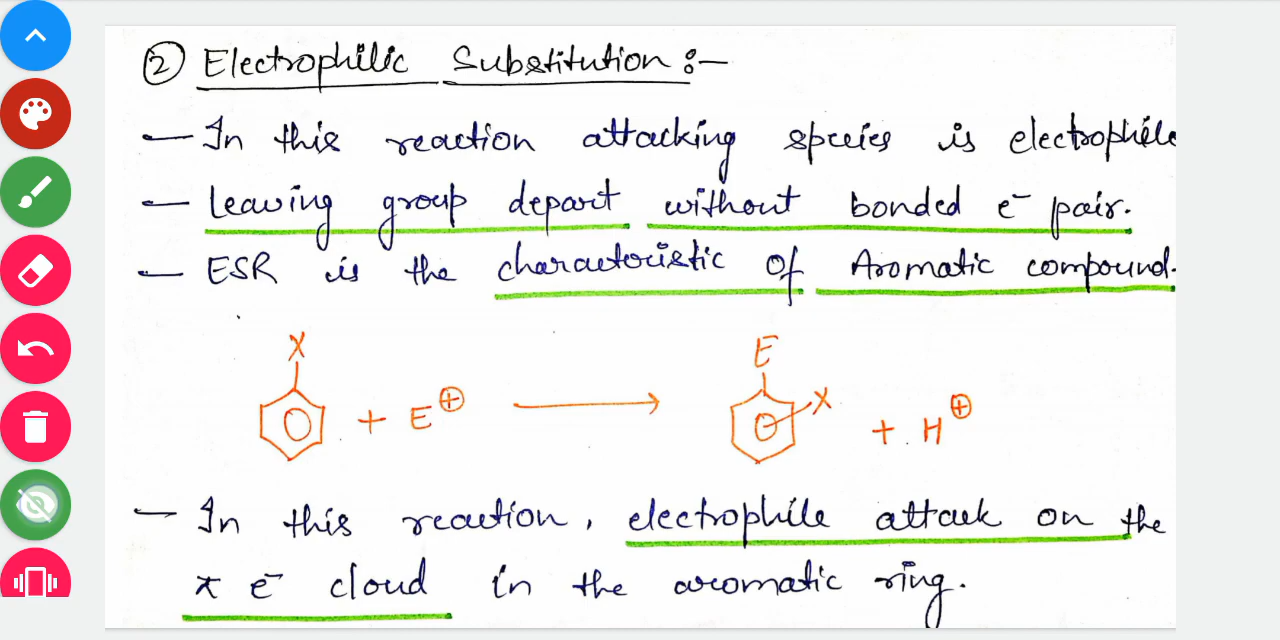 ② Electrophilic Substitution :-
— In this reaction attacking species is electrophile
— Leaving group depart without bonded e⁻ pair.
— ESR is the charactoristic of Aromatic compound.
X E
+ E⊕ ⟶ X + H⊕
— In this reaction, electrophile attack on the
π e⁻ cloud in the aromatic ring.